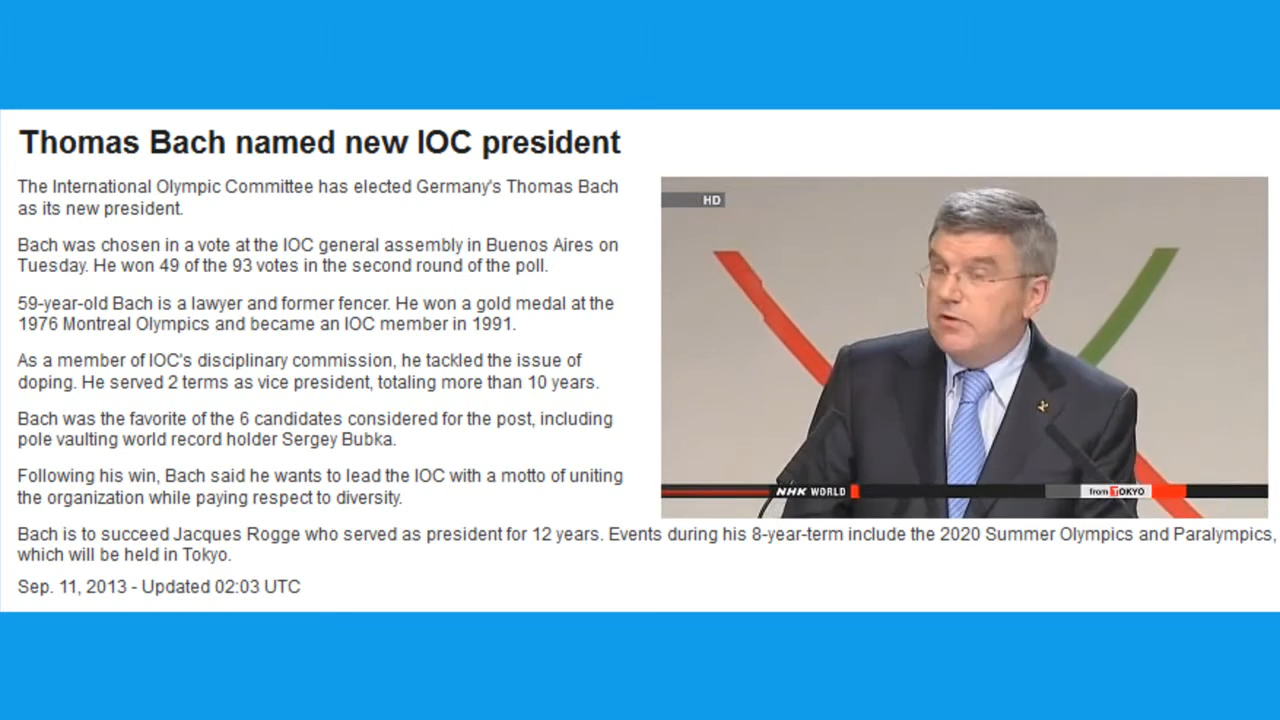 Thomas Bach named new IOC president
The International Olympic Committee has elected Germany's Thomas Bach
as its new president.
Bach was chosen in a vote at the IOC general assembly in Buenos Aires on
Tuesday. He won 49 of the 93 votes in the second round of the poll.
59-year-old Bach is a lawyer and former fencer. He won a gold medal at the
1976 Montreal Olympics and became an IOC member in 1991.
As a member of IOC's disciplinary commission, he tackled the issue of
doping. He served 2 terms as vice president, totaling more than 10 years.
Bach was the favorite of the 6 candidates considered for the post, including
pole vaulting world record holder Sergey Bubka.
Following his win, Bach said he wants to lead the IOC with a motto of uniting
the organization while paying respect to diversity.
HD
NHK WORLD
from TOKYO
Bach is to succeed Jacques Rogge who served as president for 12 years. Events during his 8-year-term include the 2020 Summer Olympics and Paralympics,
which will be held in Tokyo.
Sep. 11, 2013 - Updated 02:03 UTC